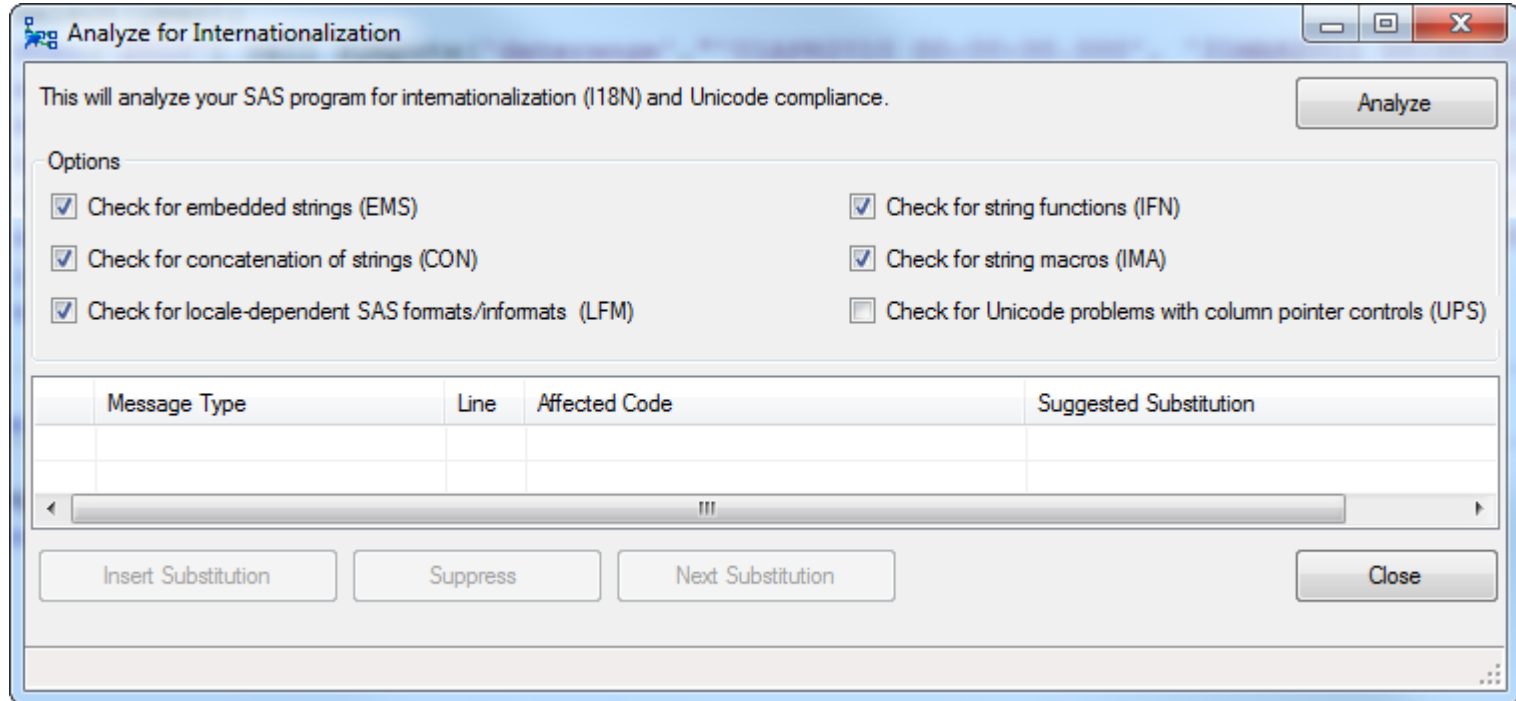 Analyze for Internationalization
This will analyze your SAS program for internationalization (I18N) and Unicode compliance.
Analyze
Options
Check for embedded strings (EMS)
Check for string functions (IFN)
Check for concatenation of strings (CON)
Check for string macros (IMA)
Check for locale-dependent SAS formats/informats (LFM)
Check for Unicode problems with column pointer controls (UPS)
Message Type Line Affected Code Suggested Substitution
Insert Substitution Suppress Next Substitution Close